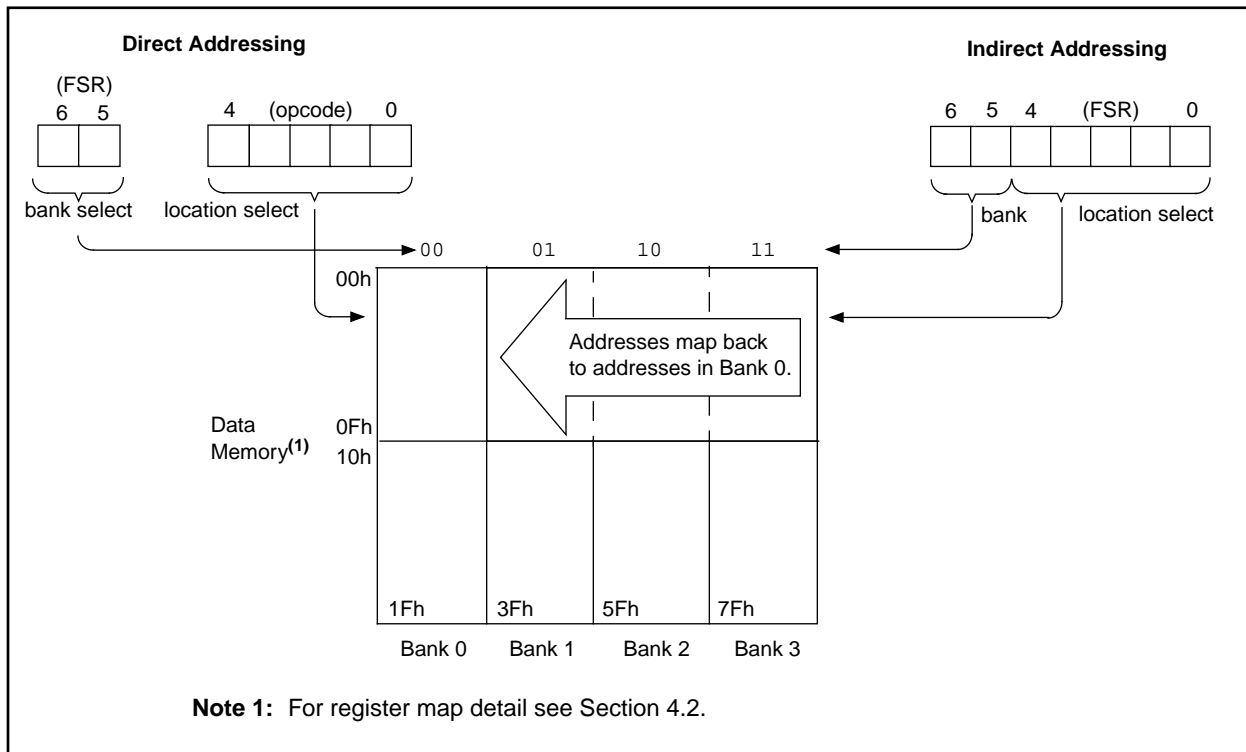 Direct Addressing
Indirect Addressing
(FSR)
6 5
4 (opcode) 0
6 5 4 (FSR) 0
bank select
location select
bank
location select
00 01 10 11
00h
Addresses map back
to addresses in Bank 0.
Data
Memory(1)
0Fh
10h
1Fh 3Fh 5Fh 7Fh
Bank 0 Bank 1 Bank 2 Bank 3
Note 1: For register map detail see Section 4.2.